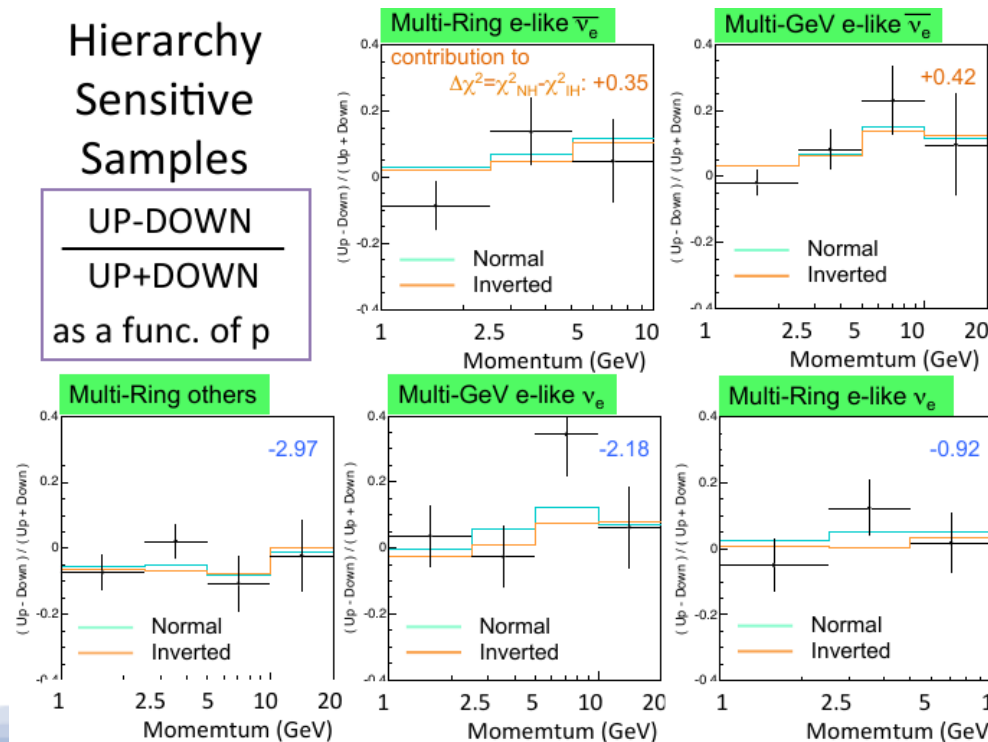 Hierarchy
Sensitive
Samples
UP-DOWN
UP+DOWN
as a func. of p
Multi-Ring e-like ν̅e
contribution to
Δχ²=χ²NH-χ²IH: +0.35
( Up - Down ) / ( Up + Down )
0.4
0.2
0
-0.2
-0.4
Normal
Inverted
1 2.5 5 10
Momentum (GeV)
Multi-GeV e-like ν̅e
+0.42
( Up - Down ) / ( Up + Down )
0.4
0.2
0
-0.2
-0.4
Normal
Inverted
1 2.5 5 10 20
Momentum (GeV)
Multi-Ring others
-2.97
( Up - Down ) / ( Up + Down )
0.4
0.2
0
-0.2
Normal
Inverted
1 2.5 5 10 20
Momentum (GeV)
Multi-GeV e-like νe
-2.18
( Up - Down ) / ( Up + Down )
0.4
0.2
0
-0.2
Normal
Inverted
1 2.5 5 10 20
Momentum (GeV)
Multi-Ring e-like νe
-0.92
( Up - Down ) / ( Up + Down )
0.4
0.2
0
-0.2
Normal
Inverted
1 2.5 5
Momentum (GeV)